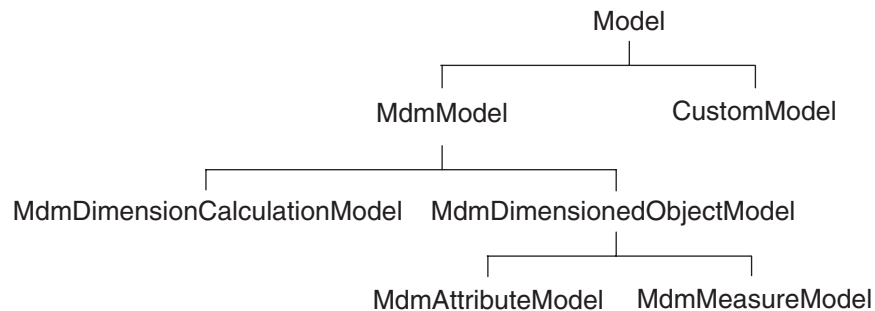 Model
MdmModel CustomModel
MdmDimensionCalculationModel MdmDimensionedObjectModel
MdmAttributeModel MdmMeasureModel